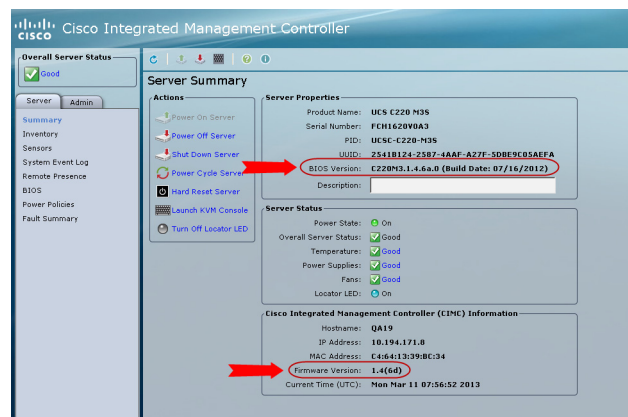 CISCO Cisco Integrated Management Controller
Overall Server Status
Good
Server Admin
Summary
Inventory
Sensors
System Event Log
Remote Presence
BIOS
Power Policies
Fault Summary
Server Summary
Actions
Power On Server
Power Off Server
Shut Down Server
Power Cycle Server
Hard Reset Server
Launch KVM Console
Turn Off Locator LED
Server Properties
Product Name: UCS C220 M3S
Serial Number: FCH1620V0A3
PID: UCSC-C220-M3S
UUID: 2541B124-2587-4AAF-A27F-5DBE9C05AEFA
BIOS Version: C220M3.1.4.6a.0 (Build Date: 07/16/2012)
Description:
Server Status
Power State: On
Overall Server Status: Good
Temperature: Good
Power Supplies: Good
Fans: Good
Locator LED: On
Cisco Integrated Management Controller (CIMC) Information
Hostname: QA19
IP Address: 10.194.171.8
MAC Address: C4:64:13:39:BC:34
Firmware Version: 1.4(6d)
Current Time (UTC): Mon Mar 11 07:56:52 2013